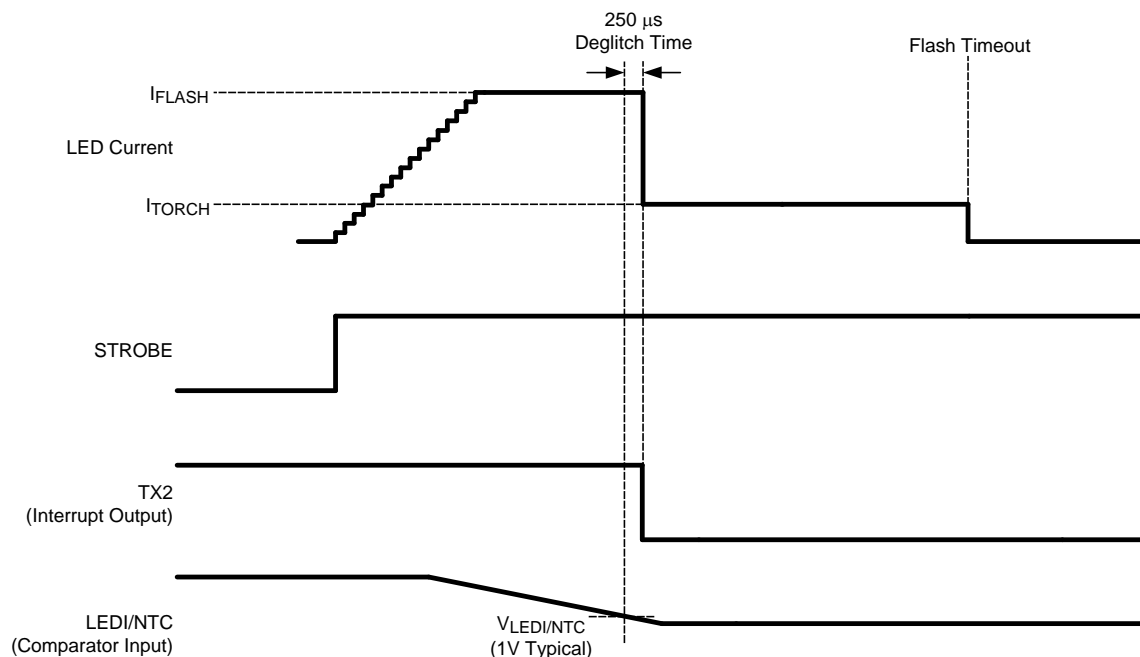 250 μs
Deglitch Time
Flash Timeout
IFLASH
LED Current
ITORCH
STROBE
TX2
(Interrupt Output)
LEDI/NTC
(Comparator Input)
VLEDI/NTC
(1V Typical)